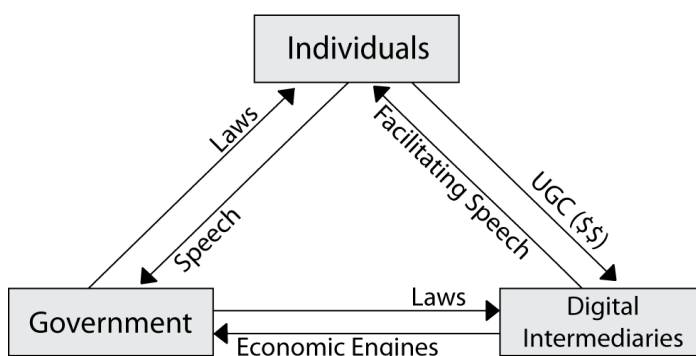 Individuals
Laws
Speech
Facilitating Speech
UGC ($$)
Government
Laws
Economic Engines
Digital
Intermediaries